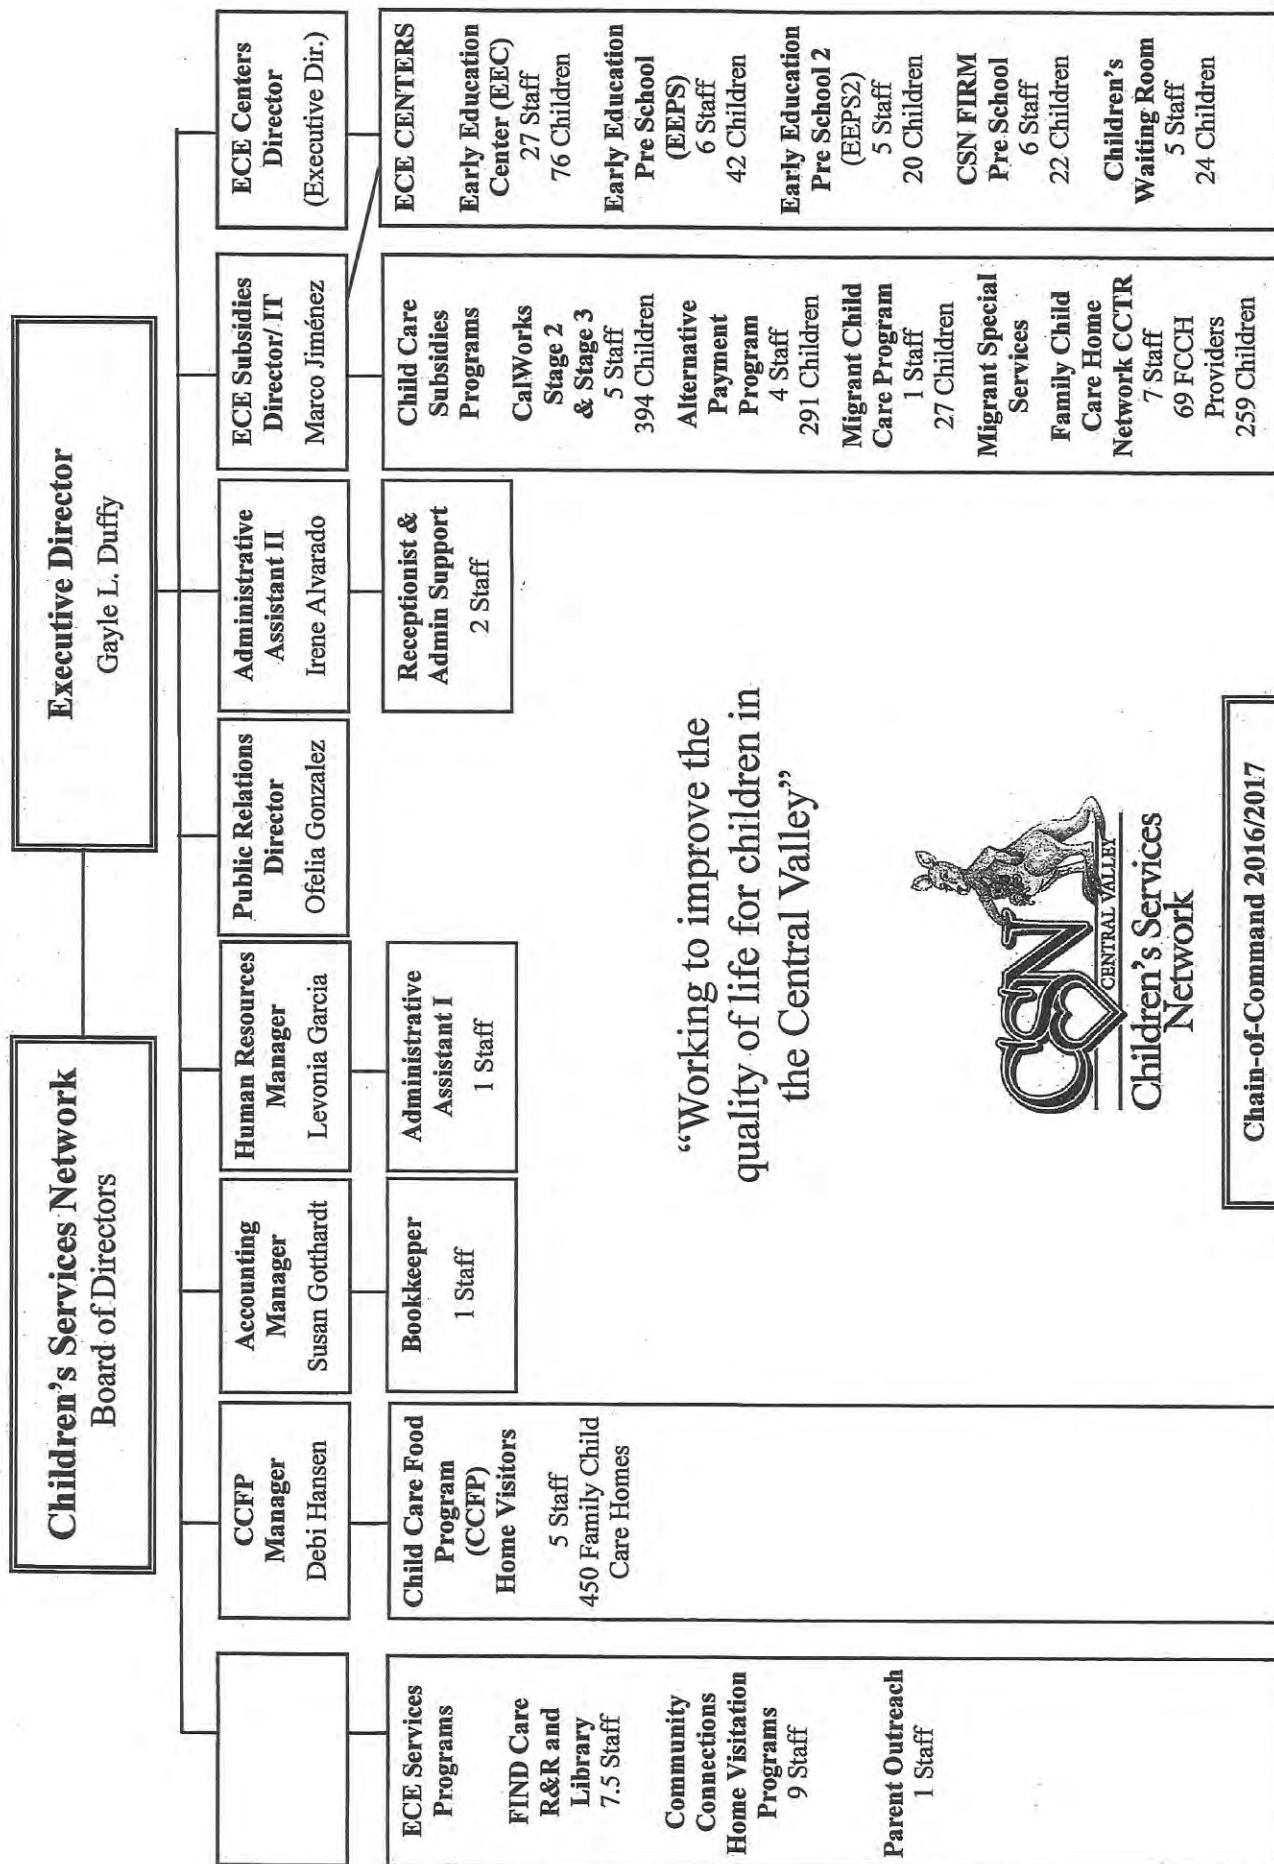 Children's Services Network
Board of Directors
Executive Director
Gayle L. Duffy
CCFP
Manager
Debi Hansen
Accounting
Manager
Susan Gotthardt
Human Resources
Manager
Levonia Garcia
Public Relations
Director
Ofelia Gonzalez
Administrative
Assistant II
Irene Alvarado
ECE Subsidies
Director/ IT
Marco Jiménez
ECE Centers
Director
(Executive Dir.)
ECE Services
Programs
FIND Care
R&R and
Library
7.5 Staff
Community
Connections
Home Visitation
Programs
9 Staff
Parent Outreach
1 Staff
Child Care Food
Program
(CCFP)
Home Visitors
5 Staff
450 Family Child
Care Homes
Bookkeeper
1 Staff
Administrative
Assistant I
1 Staff
Receptionist &
Admin Support
2 Staff
Child Care
Subsidies
Programs
CalWorks
Stage 2
& Stage 3
5 Staff
394 Children
Alternative
Payment
Program
4 Staff
291 Children
Migrant Child
Care Program
1 Staff
27 Children
Migrant Special
Services
Family Child
Care Home
Network CCTR
7 Staff
69 FCCH
Providers
259 Children
ECE CENTERS
Early Education
Center (EEC)
27 Staff
76 Children
Early Education
Pre School
(EEPS)
6 Staff
42 Children
Early Education
Pre School 2
(EEPS2)
5 Staff
20 Children
CSN FIRM
Pre School
6 Staff
22 Children
Children's
Waiting Room
5 Staff
24 Children
“Working to improve the
quality of life for children in
the Central Valley”
CSN
CENTRAL VALLEY
Children's Services
Network
Chain-of-Command 2016/2017